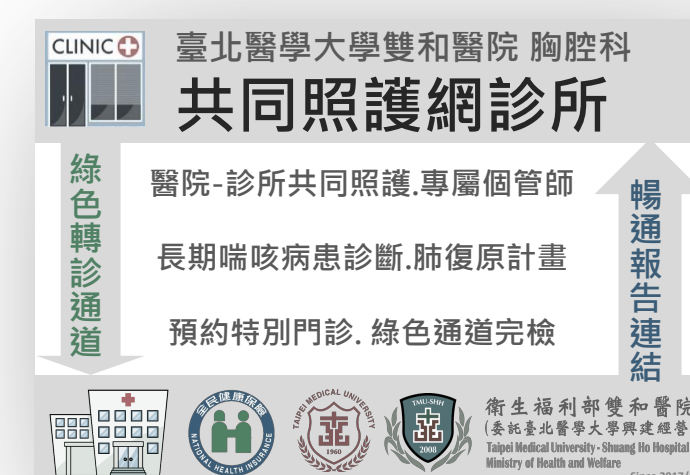 CLINIC
臺北醫學大學雙和醫院 胸腔科
共同照護網診所
綠色轉診通道
醫院-診所共同照護.專屬個管師
長期喘咳病患診斷.肺復原計畫
預約特別門診. 綠色通道完檢
暢通報告連結
全民健康保險
NATIONAL HEALTH INSURANCE
TAIPEI MEDICAL UNIVERSITY
1960
TMU-SHH
2008
衛生福利部雙和醫院
(委託臺北醫學大學興建經營
Taipei Medical University - Shuang Ho Hospital
Ministry of Health and Welfare